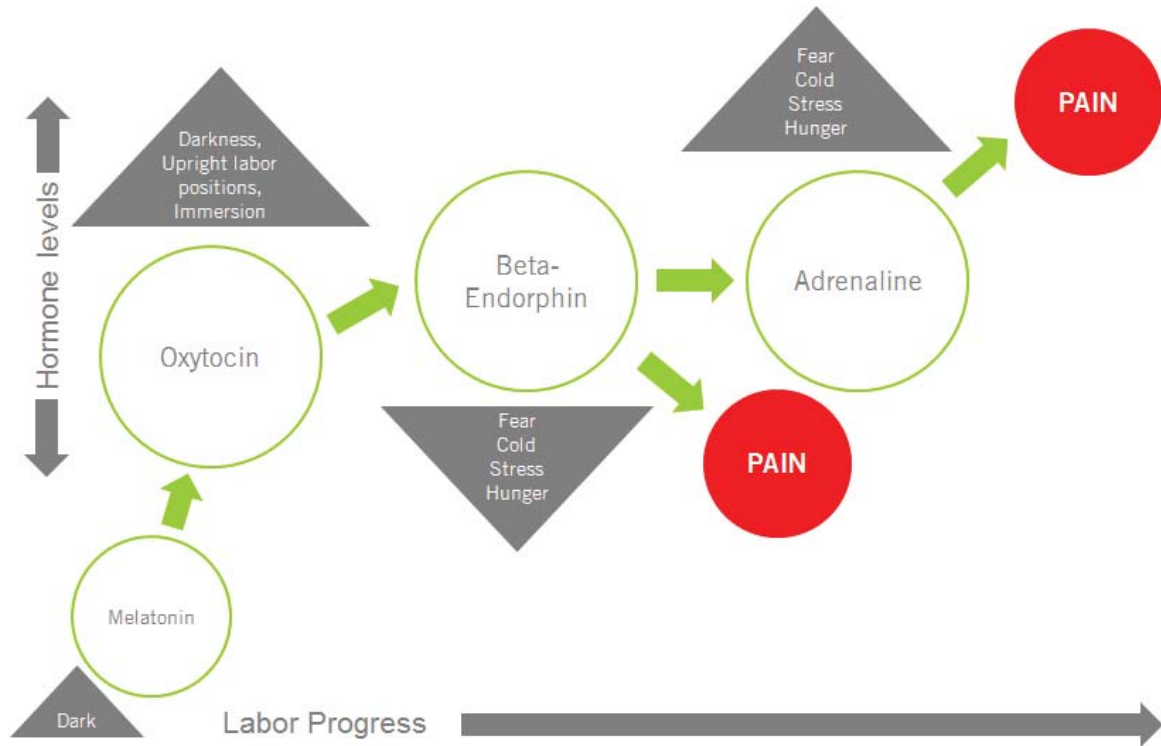 Fear
Cold
Stress
Hunger
PAIN
Darkness,
Upright labor
positions,
Immersion
Hormone levels
Beta-
Endorphin
Adrenaline
Oxytocin
Fear
Cold
Stress
Hunger
PAIN
Melatonin
Dark
Labor Progress